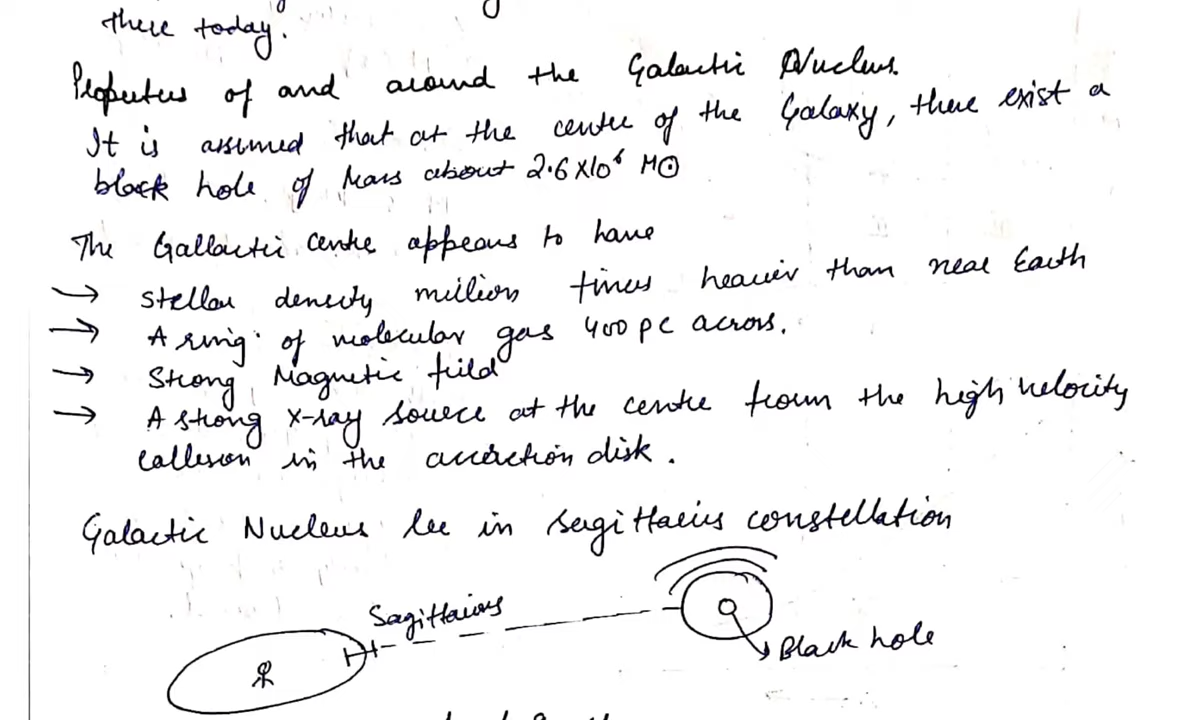 there today.
Properties of and around the Galactic Nucleus.
It is assumed that at the centre of the Galaxy, there exist a
black hole of Mass about 2.6 X 10⁶ M☉
The Gallactic centre appears to have
→ Stellar density million times heavier than near Earth
→ A ring of molecular gas 400 pc across.
→ Strong Magnetic field
→ A strong X-ray source at the centre from the high velocity
collison in the accretion disk.
Galactic Nucleus lie in Sagittarius constellation
Sagittarius
Black hole